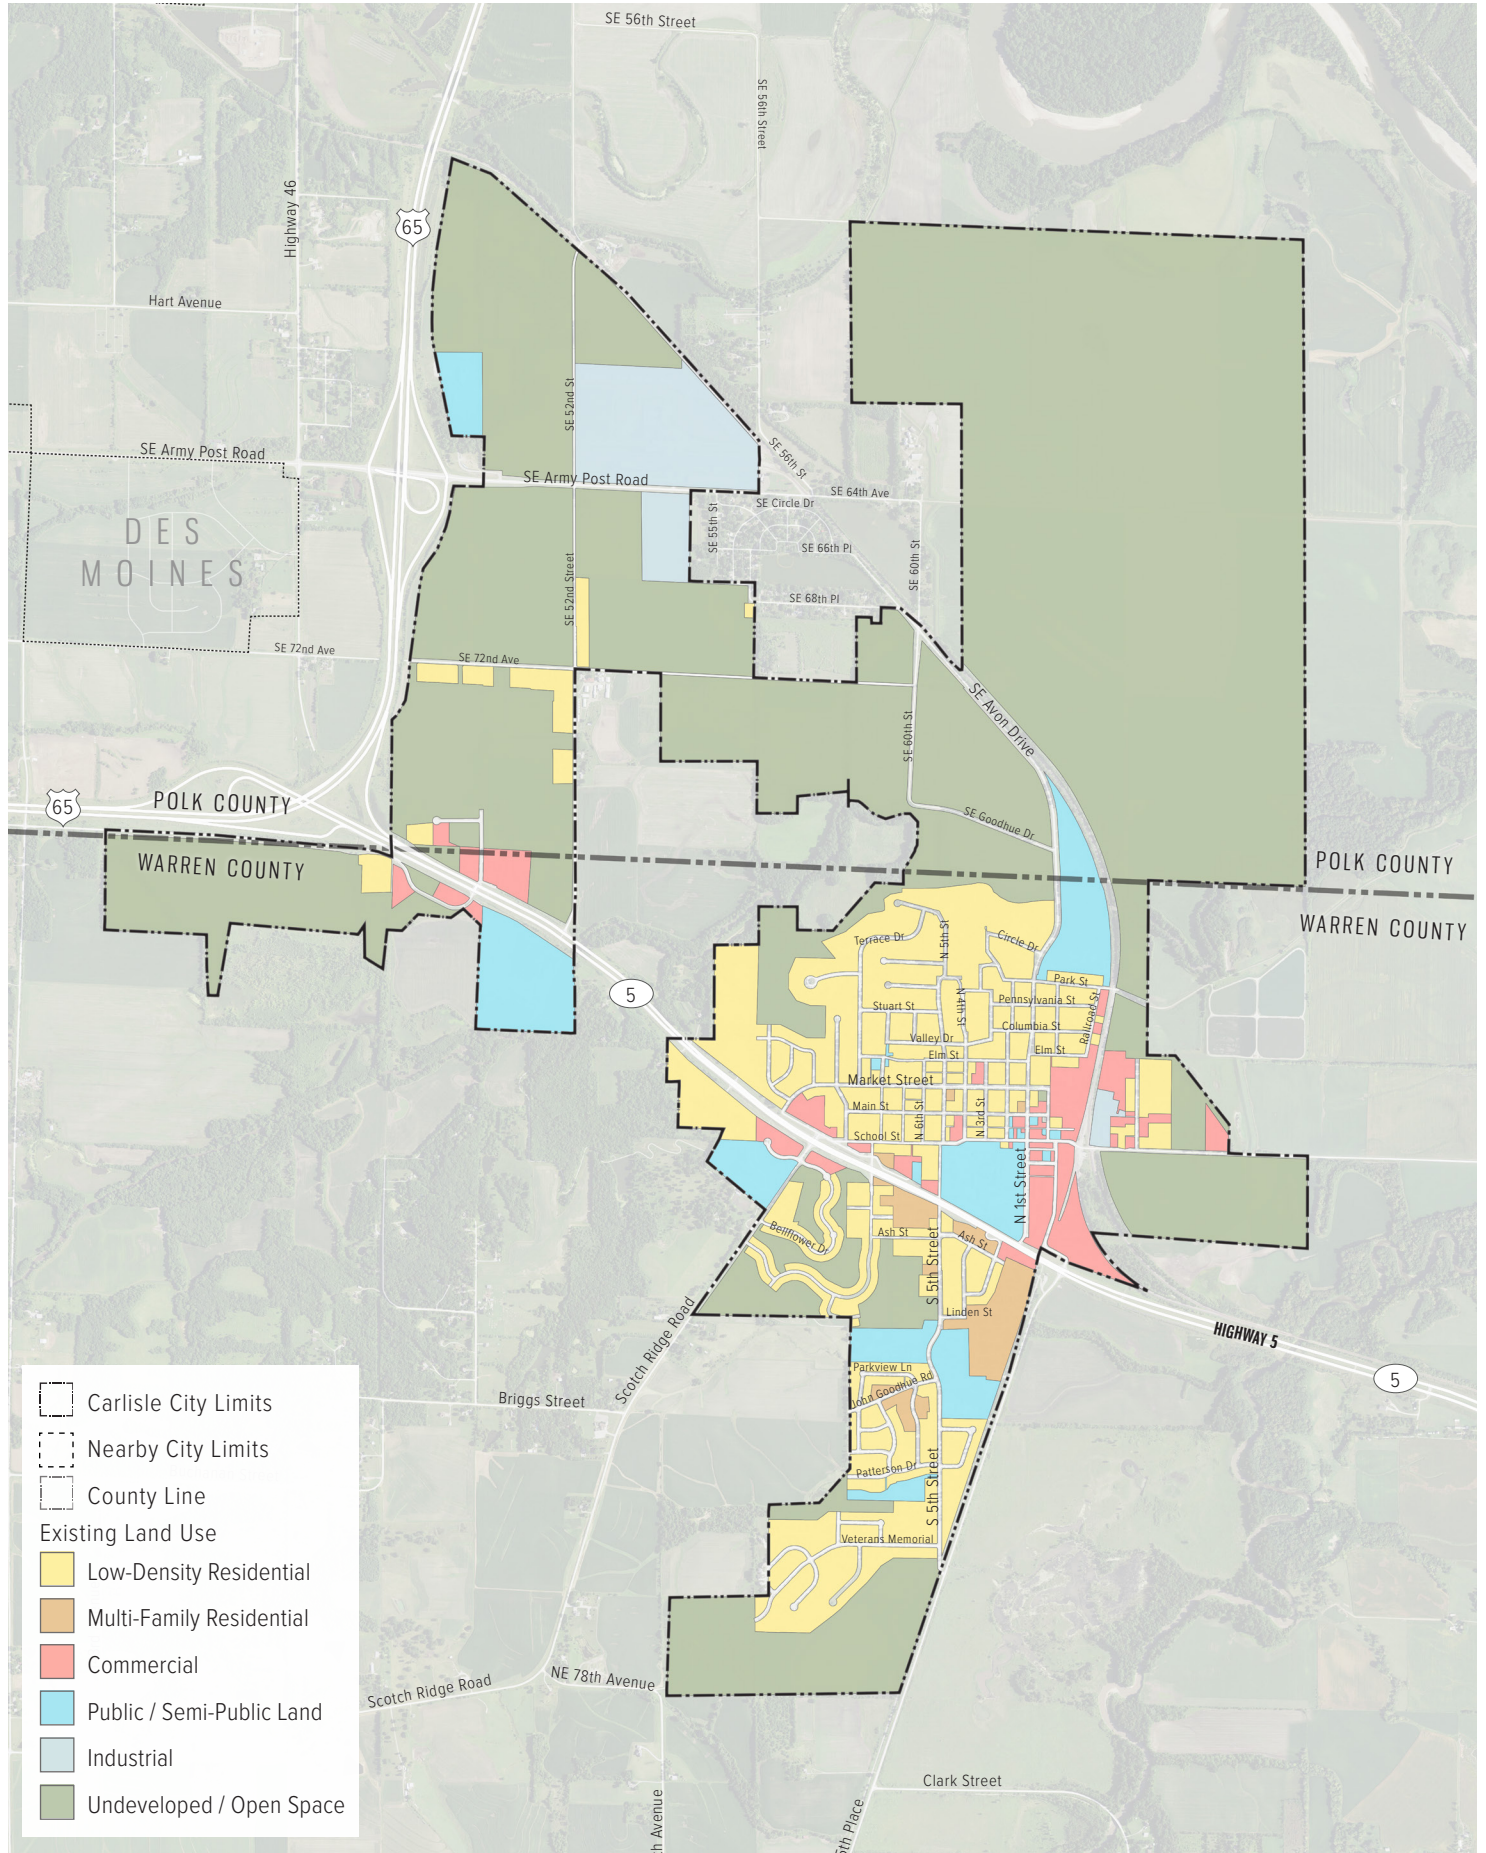 SE 56th Street
SE 56th Street
Highway 46
65
Hart Avenue
SE 52nd St
SE Army Post Road
SE Army Post Road
SE 56th St
SE 64th Ave
SE Circle Dr
SE 55th St
DES
MOINES
SE 66th Pl
SE 60th St
SE 52nd Street
SE 68th Pl
SE 72nd Ave
SE 72nd Ave
SE Avon Drive
SE 60th St
65
POLK COUNTY
SE Goodhue Dr
WARREN COUNTY
POLK COUNTY
WARREN COUNTY
Terrace Dr
N 5th St
Circle Dr
5
Park St
N 4th St
Pennsylvania St
Stuart St
Railroad St
Columbia St
Valley Dr
Elm St
Elm St
Market Street
Main St
N 6th St
N 3rd St
School St
N 1st Street
Bellflower Dr
Ash St
Ash St
S 5th Street
Linden St
HIGHWAY 5
5
Scotch Ridge Road
Parkview Ln
John Goodhue Rd
Briggs Street
Patterson Dr
S 5th Street
Veterans Memorial
NE 78th Avenue
Scotch Ridge Road
Clark Street
th Avenue
5th Place
Carlisle City Limits
Nearby City Limits
County Line
Existing Land Use
Low-Density Residential
Multi-Family Residential
Commercial
Public / Semi-Public Land
Industrial
Undeveloped / Open Space